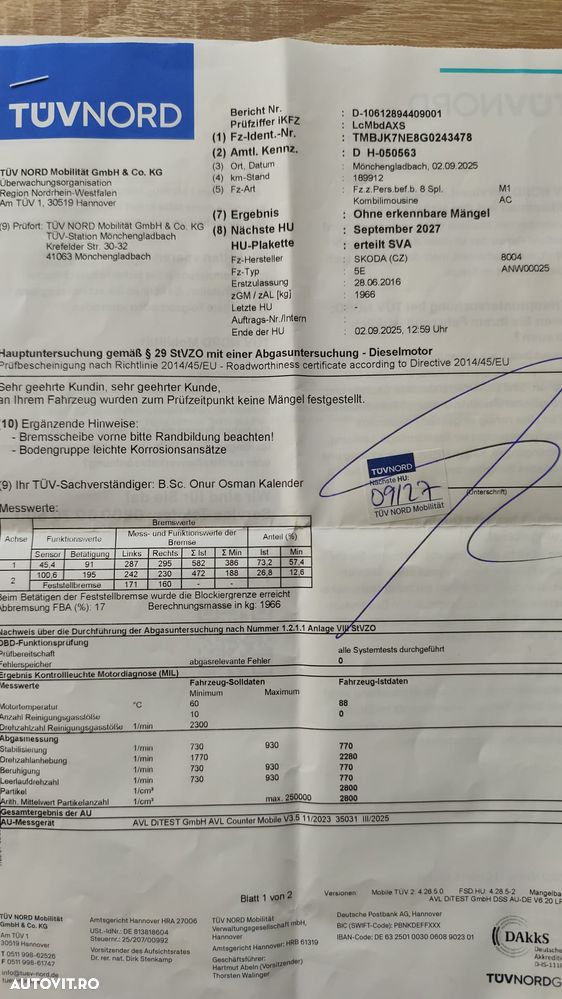 TÜVNORD
TÜV NORD Mobilität GmbH & Co. KG
Überwachungsorganisation
Region Nordrhein-Westfalen
Am TÜV 1, 30519 Hannover
(9) Prüfort: TÜV NORD Mobilität GmbH & Co. KG
TÜV-Station Mönchengladbach
Krefelder Str. 30-32
41063 Mönchengladbach
Bericht Nr. : D-10612894409001
Prüfziffer iKFZ : LcMbdAXS
(1) Fz-Ident.-Nr. : TMBJK7NE8G0243478
(2) Amtl. Kennz. : D H-050563
(3) Ort, Datum : Mönchengladbach, 02.09.2025
(4) km-Stand : 189912
(5) Fz-Art : Fz.z.Pers.bef.b. 8 Spl. M1
Kombilimousine AC
(7) Ergebnis : Ohne erkennbare Mängel
(8) Nächste HU : September 2027
HU-Plakette : erteilt SVA
Fz-Hersteller : SKODA (CZ) 8004
Fz-Typ : 5E ANW00025
Erstzulassung : 28.06.2016
zGM / zAL [kg] : 1966
Letzte HU : -
Auftrags-Nr./Intern :
Ende der HU : 02.09.2025, 12:59 Uhr
Hauptuntersuchung gemäß § 29 StVZO mit einer Abgasuntersuchung - Dieselmotor
Prüfbescheinigung nach Richtlinie 2014/45/EU - Roadworthiness certificate according to Directive 2014/45/EU
Sehr geehrte Kundin, sehr geehrter Kunde,
an Ihrem Fahrzeug wurden zum Prüfzeitpunkt keine Mängel festgestellt.
(10) Ergänzende Hinweise:
- Bremsscheibe vorne bitte Randbildung beachten!
- Bodengruppe leichte Korrosionsansätze
TÜVNORD
Nächste HU:
09/27
TÜV NORD Mobilität
(Unterschrift)
(9) Ihr TÜV-Sachverständiger: B.Sc. Onur Osman Kalender
Messwerte:
Bremswerte
Achse Funktionswerte Mess- und Funktionswerte der Bremse Anteil (%)
Sensor Betätigung Links Rechts Σ Ist Σ Min Ist Min
1 45,4 91 287 295 582 386 73,2 57,4
2 100,6 195 242 230 472 188 26,8 12,6
Feststellbremse 171 160 - -
Beim Betätigen der Feststellbremse wurde die Blockiergrenze erreicht
Abbremsung FBA (%): 17 Berechnungsmasse in kg: 1966
Nachweis über die Durchführung der Abgasuntersuchung nach Nummer 1.2.1.1 Anlage VIII StVZO
OBD-Funktionsprüfung
Prüfbereitschaft alle Systemtests durchgeführt
Fehlerspeicher abgasrelevante Fehler 0
Ergebnis Kontrollleuchte Motordiagnose (MIL)
Messwerte Fahrzeug-Solldaten Fahrzeug-Istdaten
Minimum Maximum
Motortemperatur °C 60 88
Anzahl Reinigungsgasstöße 10 0
Drehzahlzahl Reinigungsgasstöße 1/min 2300
Abgasmessung
Stabilisierung 1/min 730 930 770
Drehzahlanhebung 1/min 1770 2280
Beruhigung 1/min 730 930 770
Leerlaufdrehzahl 1/min 730 930 770
Partikel 1/cm³ 2800
Arith. Mittelwert Partikelanzahl 1/cm³ max. 250000 2800
Gesamtergebnis der AU
AU-Messgerät AVL DiTEST GmbH AVL Counter Mobile V3.5 11/2023 35031 III/2025
Blatt 1 von 2
Versionen: Mobile TÜV 2: 4.26.5.0 FSD.HU: 4.28.5-2 Mängelba
AVL DiTEST GmbH DSS AU-DE V6.20 LF
TÜV NORD Mobilität
GmbH & Co. KG
Am TÜV 1
30519 Hannover
T 0511 998-62526
F 0511 998-61747
info@tuev-nord.de
Amtsgericht Hannover HRA 27006
USt.-IdNr.: DE 813818604
Steuernr.: 25/207/00992
Vorsitzender des Aufsichtsrates
Dr. rer. nat. Dirk Stenkamp
TÜV NORD Mobilität
Verwaltungsgesellschaft mbH,
Hannover
Amtsgericht Hannover: HRB 61319
Geschäftsführer:
Hartmut Abeln (Vorsitzender)
Thorsten Walinger
Deutsche Postbank AG, Hannover
BIC (SWIFT-Code): PBNKDEFFXXX
IBAN-Code: DE 63 2501 0030 0608 9023 01
DAkkS
Deutsche
Akkrediti
TÜVNORDG
AUTOVIT.RO